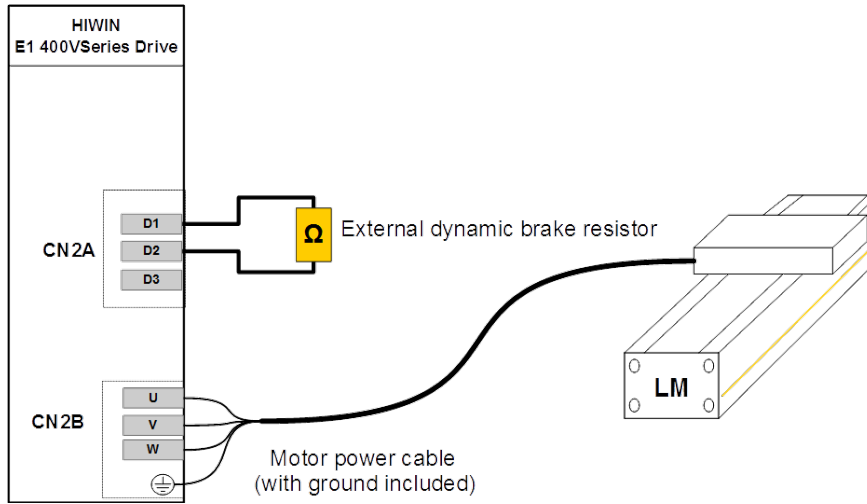 HIWIN
E1 400VSeries Drive
CN2A
D1
D2
D3
Ω
External dynamic brake resistor
CN2B
U
V
W
Motor power cable
(with ground included)
LM